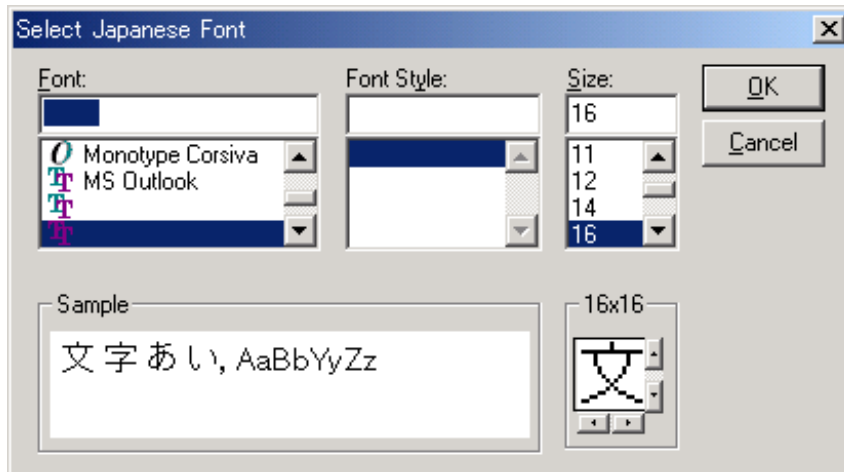 Select Japanese Font
Font:
Font Style:
Size:
OK
16
Cancel
Monotype Corsiva
MS Outlook
11
12
14
16
Sample
16x16
文字あい, AaBbYyZz
文